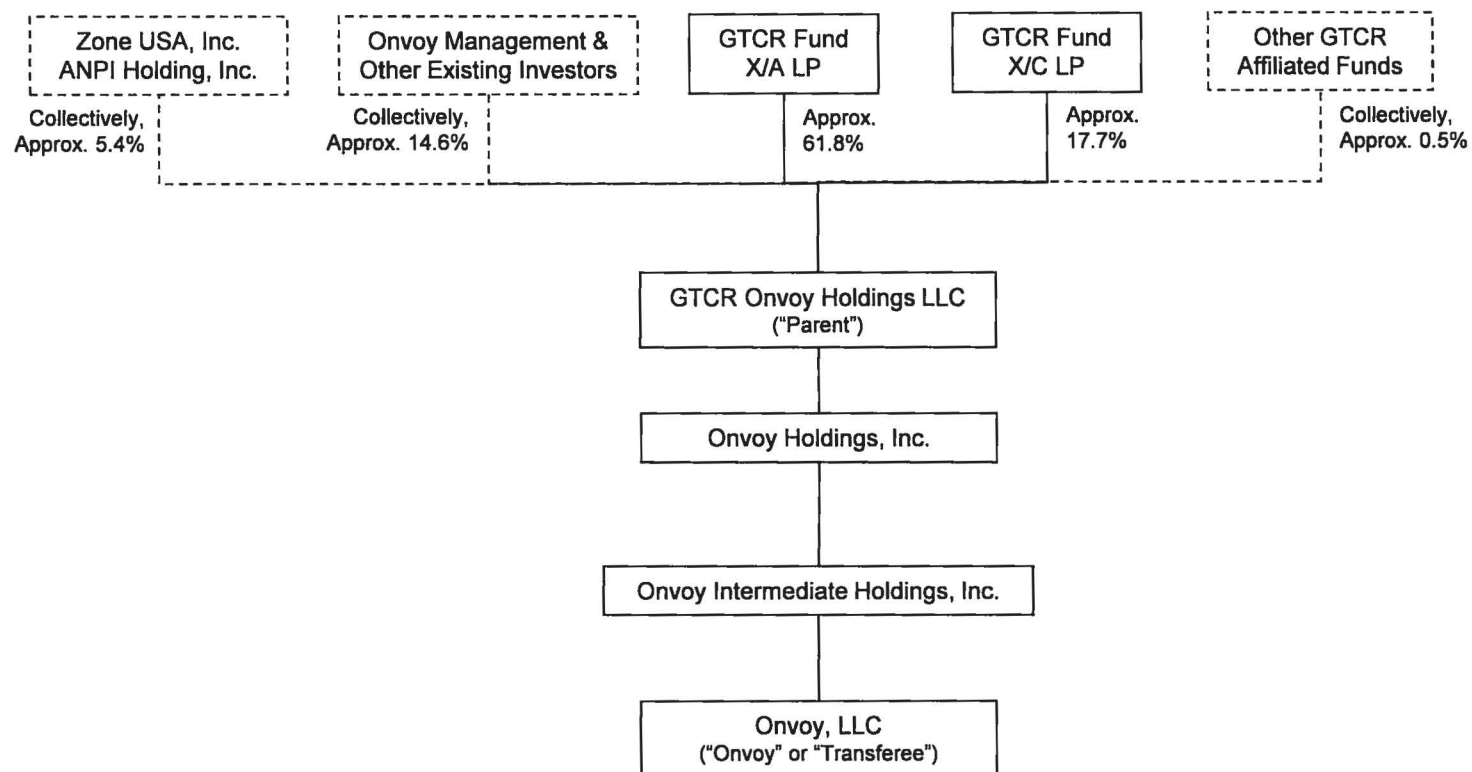 Zone USA, Inc.
ANPI Holding, Inc.
Onvoy Management &
Other Existing Investors
GTCR Fund
X/A LP
GTCR Fund
X/C LP
Other GTCR
Affiliated Funds
Collectively,
Approx. 5.4%
Collectively,
Approx. 14.6%
Approx.
61.8%
Approx.
17.7%
Collectively,
Approx. 0.5%
GTCR Onvoy Holdings LLC
(“Parent”)
Onvoy Holdings, Inc.
Onvoy Intermediate Holdings, Inc.
Onvoy, LLC
(“Onvoy” or “Transferee”)